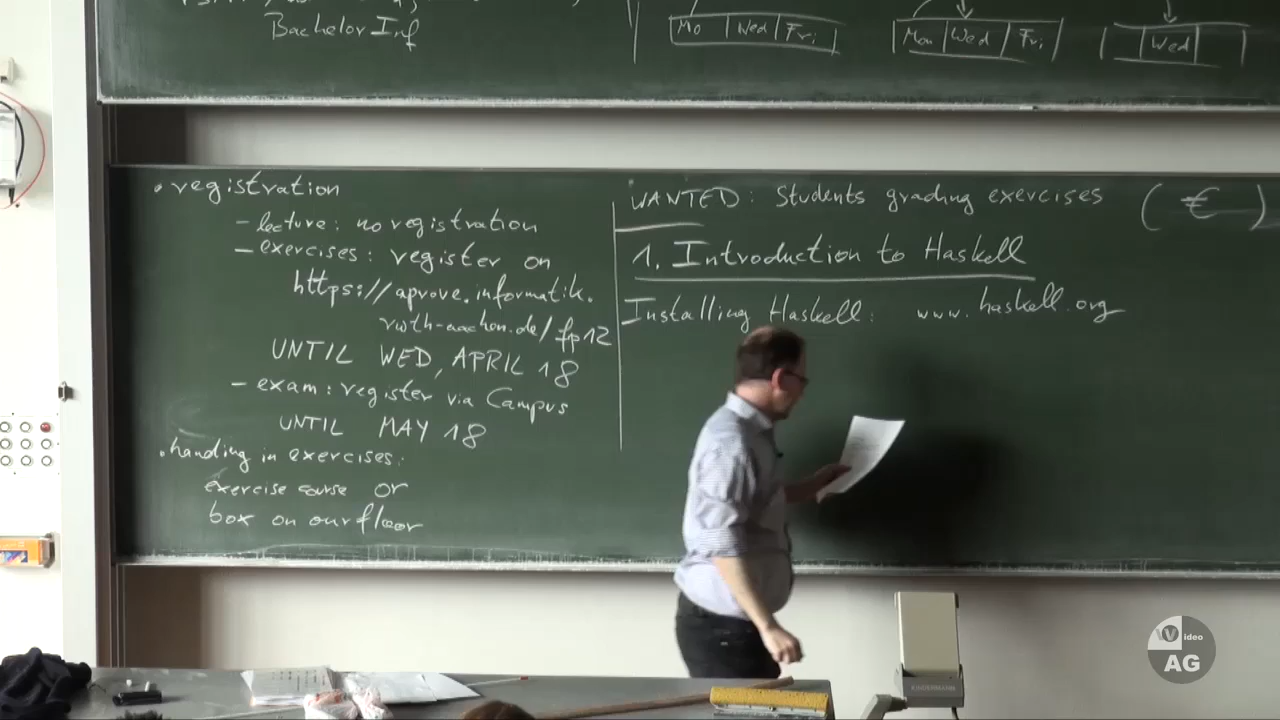 Bachelor Inf
Mo Wed Fri
Mon Wed Fri
Wed
• registration
- lecture: no registration
- exercises: register on
https://aprove.informatik.
rwth-aachen.de/fp12
UNTIL WED, APRIL 18
- exam: register via Campus
UNTIL MAY 18
• handing in exercises:
exercise course or
box on our floor
WANTED: Students grading exercises (€)
1. Introduction to Haskell
Installing Haskell: www.haskell.org
Video
AG